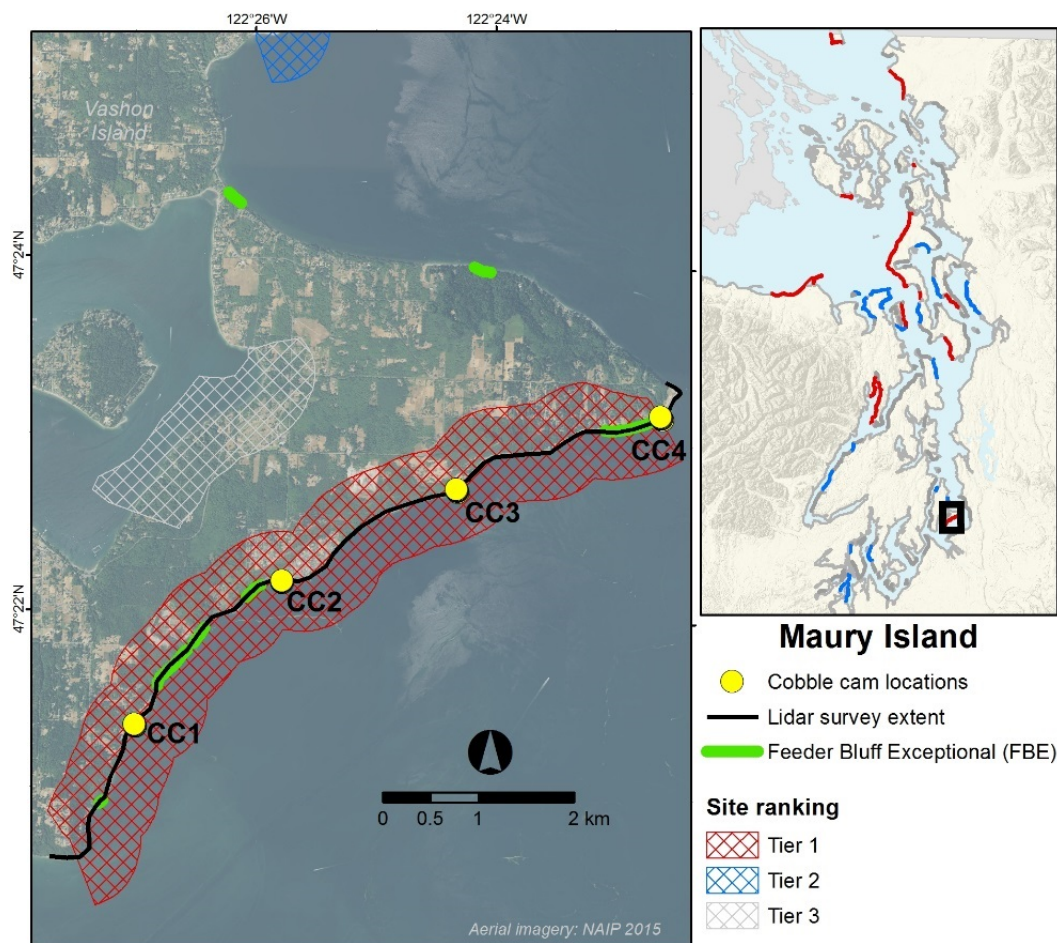 122°26'W
122°24'W
Vashon
Island
47°24'N
47°22'N
CC4
CC3
CC2
CC1
0 0.5 1 2 km
Aerial imagery: NAIP 2015
Maury Island
Cobble cam locations
Lidar survey extent
Feeder Bluff Exceptional (FBE)
Site ranking
Tier 1
Tier 2
Tier 3